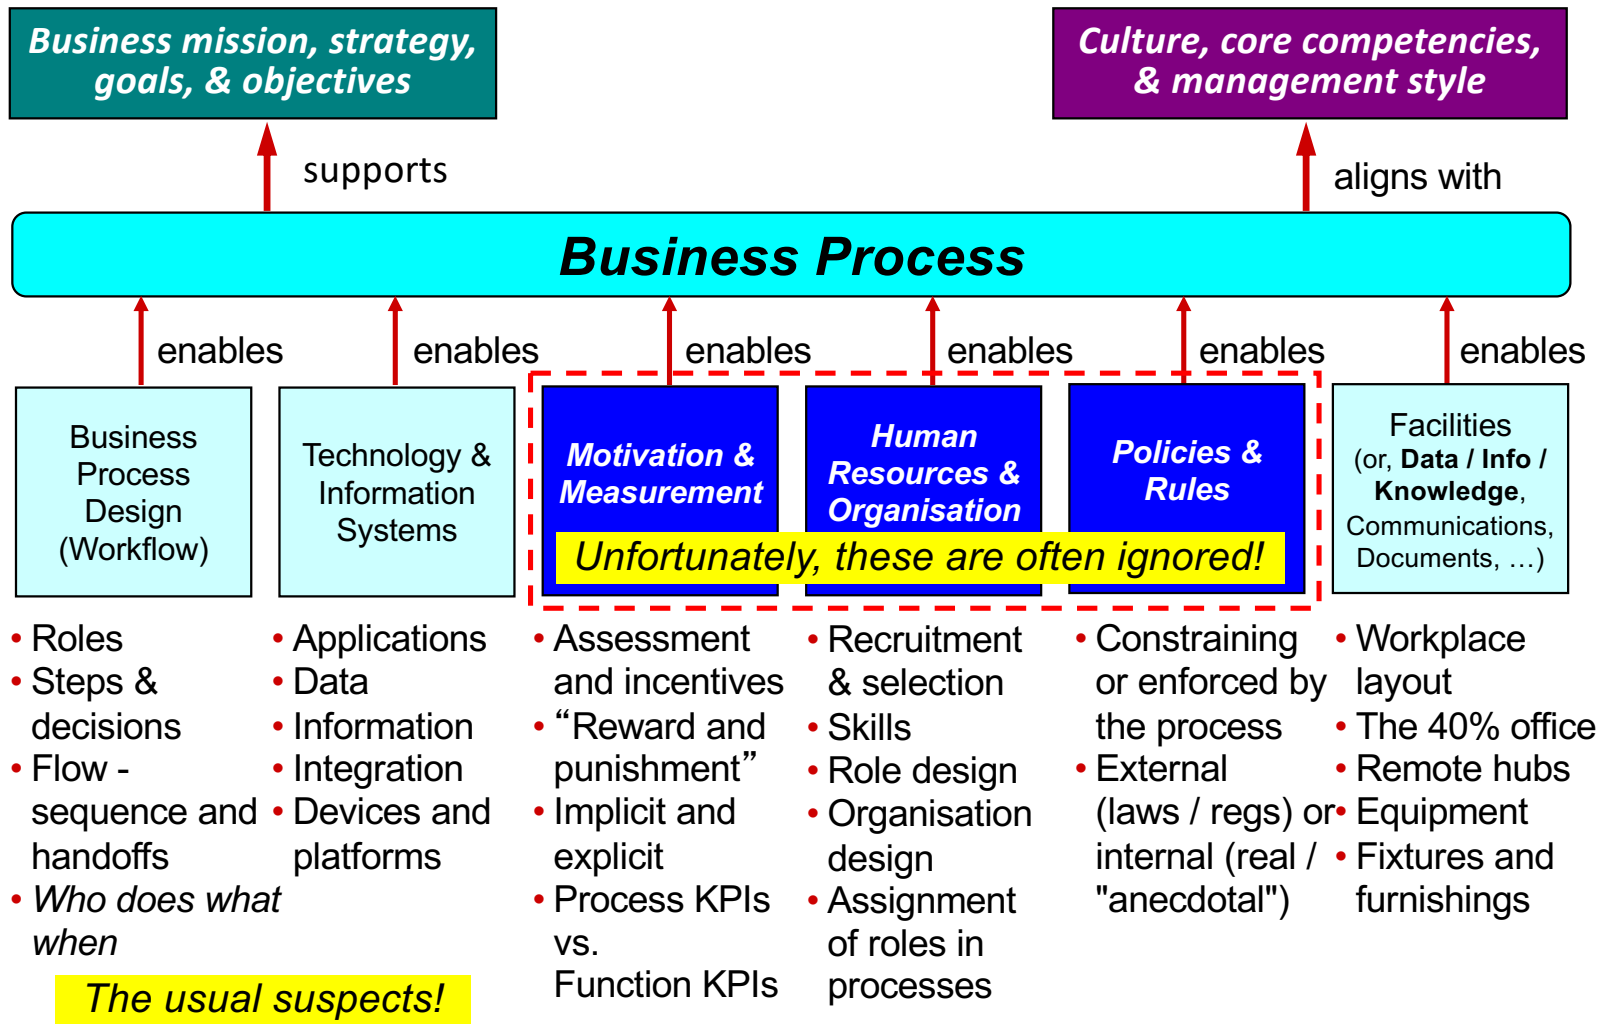 Business mission, strategy,
goals, & objectives
Culture, core competencies,
& management style
supports
aligns with
Business Process
enables
enables
enables
enables
enables
enables
Business
Process
Design
(Workflow)
Technology &
Information
Systems
Motivation &
Measurement
Human
Resources &
Organisation
Policies &
Rules
Facilities
(or, Data / Info /
Knowledge,
Communications,
Documents, …)
Unfortunately, these are often ignored!
• Roles
• Steps &
decisions
• Flow -
sequence and
handoffs
• Who does what
when
• Applications
• Data
• Information
• Integration
• Devices and
platforms
• Assessment
and incentives
• “Reward and
punishment”
• Implicit and
explicit
• Process KPIs
vs.
Function KPIs
• Recruitment
& selection
• Skills
• Role design
• Organisation
design
• Assignment
of roles in
processes
• Constraining
or enforced by
the process
• External
(laws / regs) or
internal (real /
"anecdotal")
• Workplace
layout
• The 40% office
• Remote hubs
• Equipment
• Fixtures and
furnishings
The usual suspects!